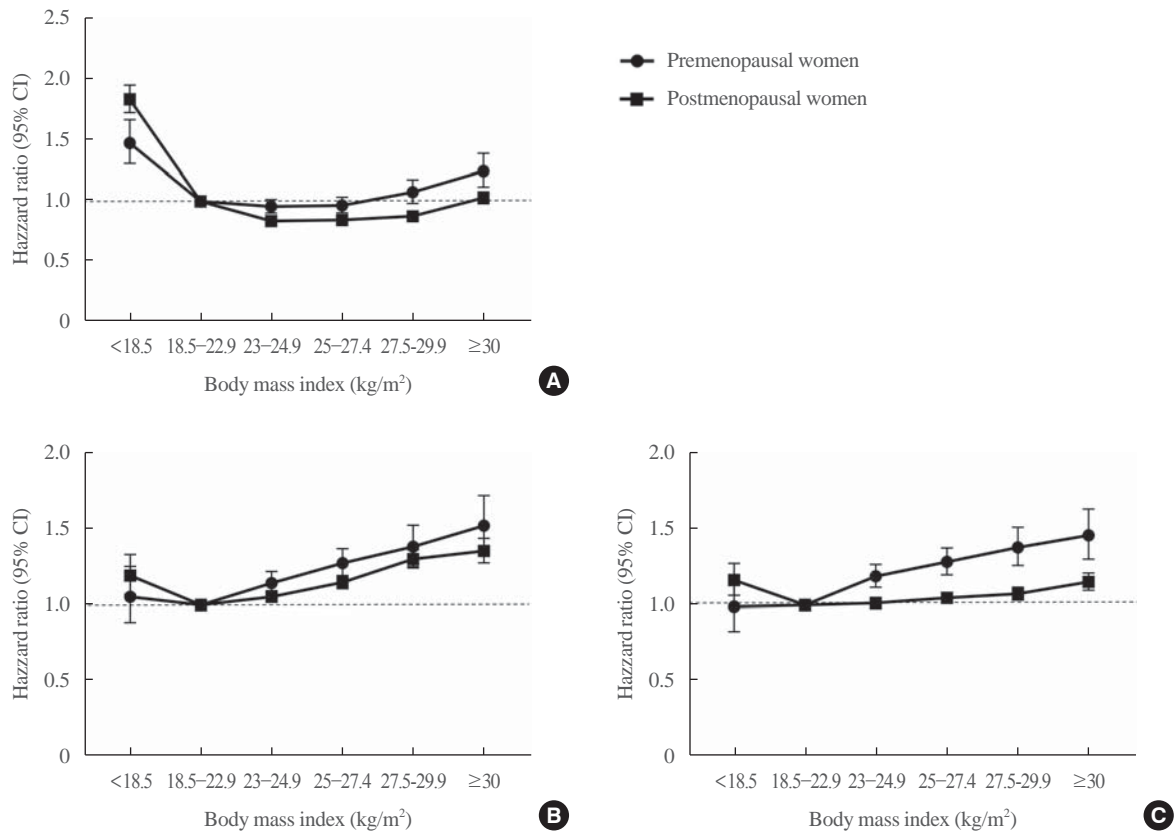 2.5
2.0
1.5
1.0
0.5
0
Hazzard ratio (95% CI)
<18.5 18.5−22.9 23−24.9 25−27.4 27.5-29.9 ≥30
Body mass index (kg/m²)
A
Premenopausal women
Postmenopausal women
2.0
1.5
1.0
0.5
0
Hazzard ratio (95% CI)
<18.5 18.5−22.9 23−24.9 25−27.4 27.5-29.9 ≥30
Body mass index (kg/m²)
B
2.0
1.5
1.0
0.5
0
Hazzard ratio (95% CI)
<18.5 18.5−22.9 23−24.9 25−27.4 27.5-29.9 ≥30
Body mass index (kg/m²)
C